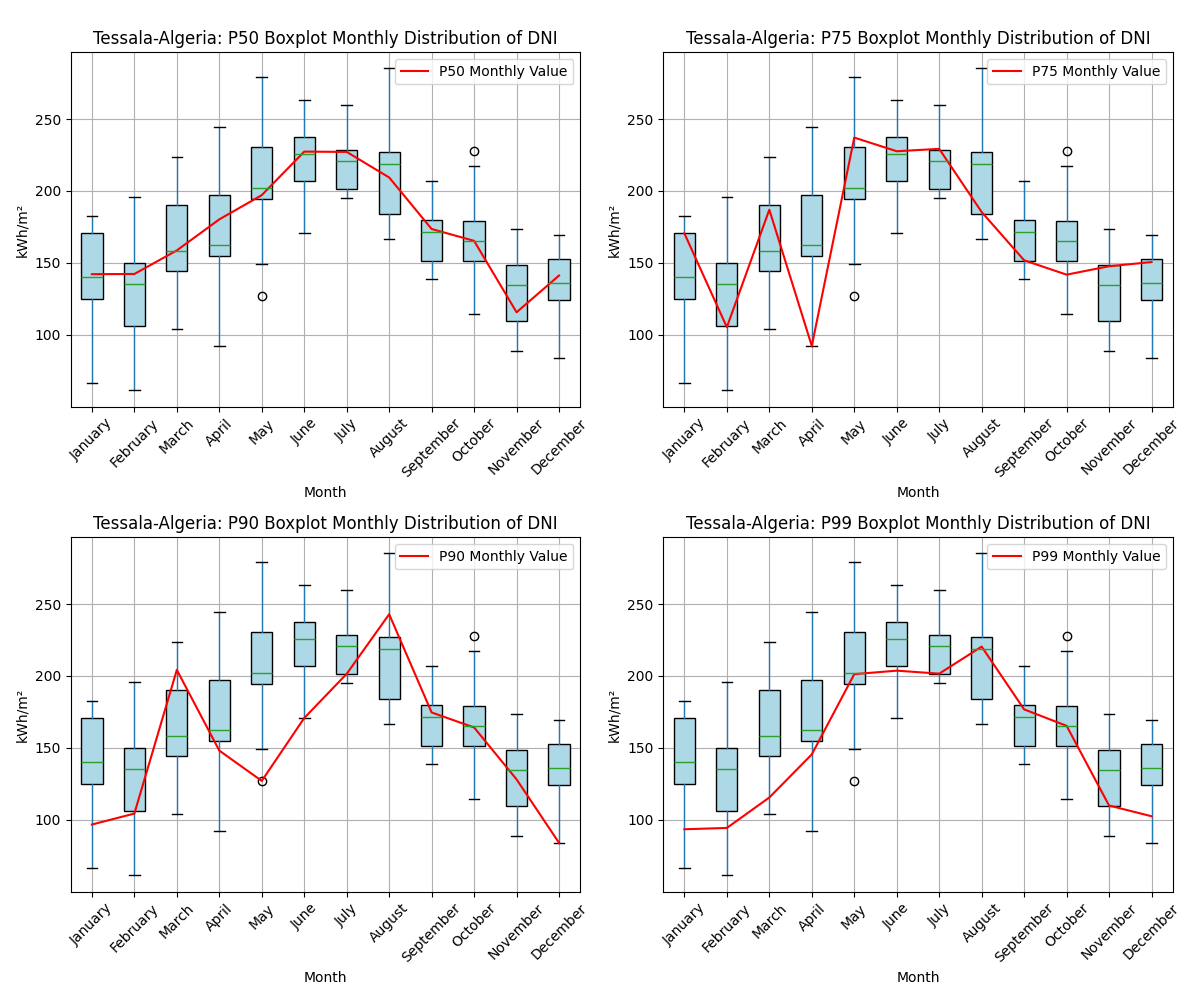 Tessala-Algeria: P50 Boxplot Monthly Distribution of DNI
P50 Monthly Value
250
200
150
100
kWh/m²
January
February
March
April
May
June
July
August
September
October
November
December
Month
Tessala-Algeria: P75 Boxplot Monthly Distribution of DNI
P75 Monthly Value
250
200
150
100
kWh/m²
January
February
March
April
May
June
July
August
September
October
November
December
Month
Tessala-Algeria: P90 Boxplot Monthly Distribution of DNI
P90 Monthly Value
250
200
150
100
kWh/m²
January
February
March
April
May
June
July
August
September
October
November
December
Month
Tessala-Algeria: P99 Boxplot Monthly Distribution of DNI
P99 Monthly Value
250
200
150
100
kWh/m²
January
February
March
April
May
June
July
August
September
October
November
December
Month